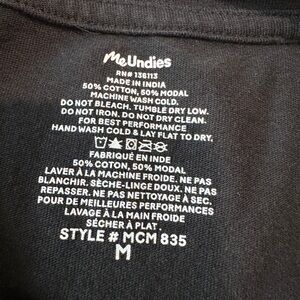 MeUndies
RN# 136113
MADE IN INDIA
50% COTTON, 50% MODAL
MACHINE WASH COLD.
DO NOT BLEACH. TUMBLE DRY LOW.
DO NOT IRON. DO NOT DRY CLEAN.
FOR BEST PERFORMANCE
HAND WASH COLD & LAY FLAT TO DRY.
FABRIQUÉ EN INDE
50% COTTON, 50% MODAL
LAVER À LA MACHINE FROIDE. NE PAS
BLANCHIR. SÈCHE-LINGE DOUX. NE PAS
REPASSER. NE PAS NETTOYAGE À SEC.
POUR DE MEILLEURES PERFORMANCES
LAVAGE À LA MAIN FROIDE
SÉCHER À PLAT.
STYLE # MCM 835
M